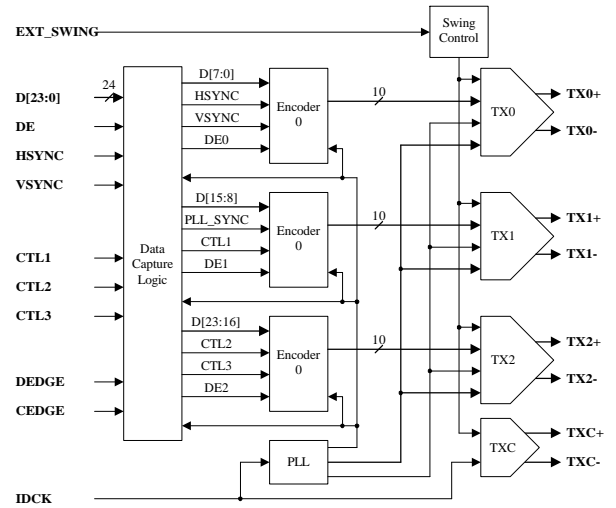 EXT_SWING
Swing
Control
24
D[23:0]
DE
HSYNC
VSYNC
CTL1
CTL2
CTL3
DEDGE
CEDGE
IDCK
Data
Capture
Logic
D[7:0]
HSYNC
VSYNC
DE0
Encoder
0
10
TX0
TX0+
TX0-
D[15:8]
PLL_SYNC
CTL1
DE1
Encoder
0
10
TX1
TX1+
TX1-
D[23:16]
CTL2
CTL3
DE2
Encoder
0
10
TX2
TX2+
TX2-
PLL
TXC
TXC+
TXC-